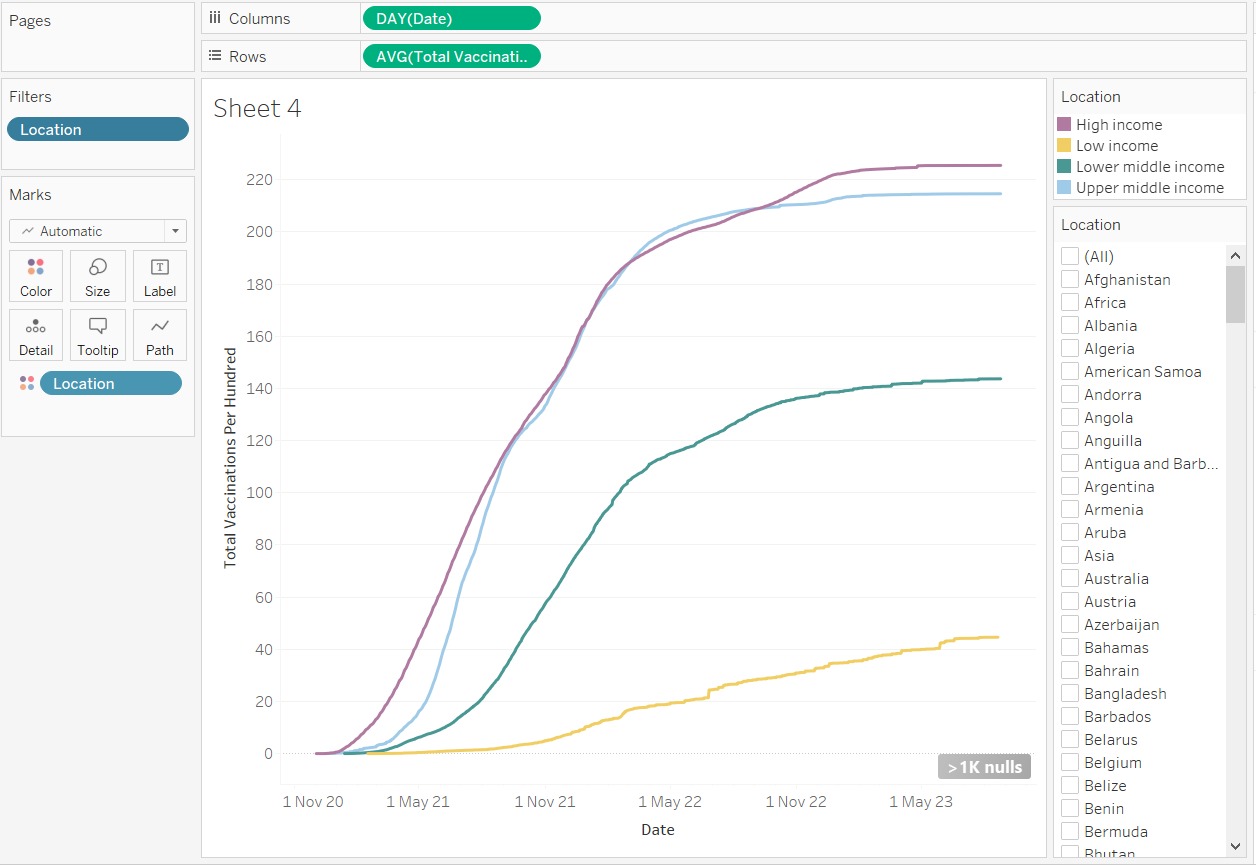 Pages
Columns
DAY(Date)
Rows
AVG(Total Vaccinati..
Filters
Location
Marks
Automatic
Color
Size
Label
Detail
Tooltip
Path
Location
Sheet 4
Total Vaccinations Per Hundred
220
200
180
160
140
120
100
80
60
40
20
0
>1K nulls
1 Nov 20
1 May 21
1 Nov 21
1 May 22
1 Nov 22
1 May 23
Date
Location
High income
Low income
Lower middle income
Upper middle income
Location
(All)
Afghanistan
Africa
Albania
Algeria
American Samoa
Andorra
Angola
Anguilla
Antigua and Barb...
Argentina
Armenia
Aruba
Asia
Australia
Austria
Azerbaijan
Bahamas
Bahrain
Bangladesh
Barbados
Belarus
Belgium
Belize
Benin
Bermuda
Bhutan